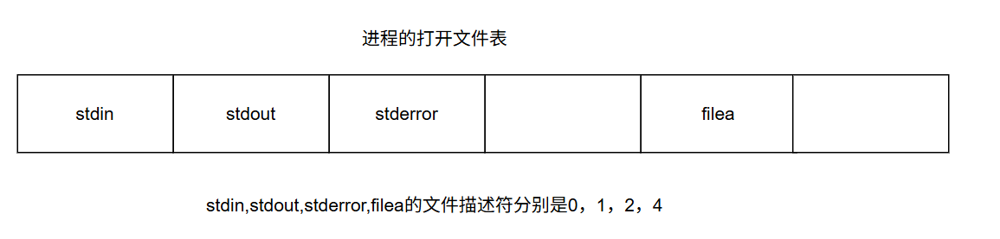 进程的打开文件表
stdin stdout stderror filea
stdin,stdout,stderror,filea的文件描述符分别是0，1，2，4